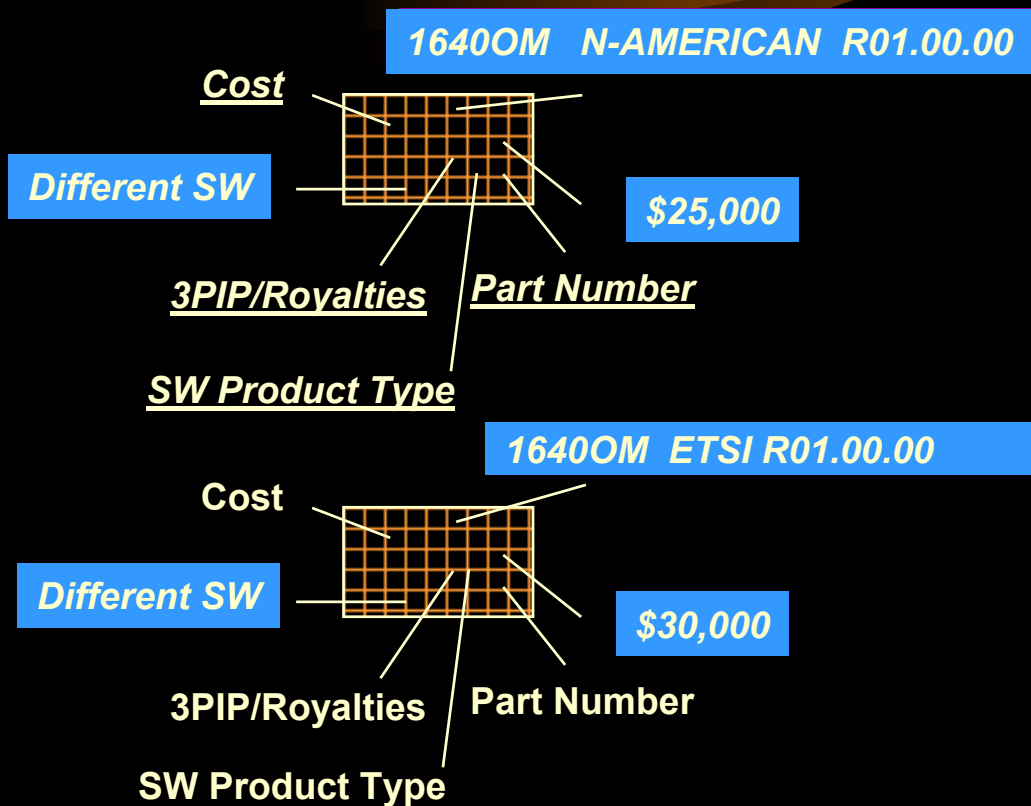 1640OM N-AMERICAN R01.00.00
Cost
Different SW
$25,000
3PIP/Royalties
Part Number
SW Product Type
1640OM ETSI R01.00.00
Cost
Different SW
$30,000
3PIP/Royalties
Part Number
SW Product Type